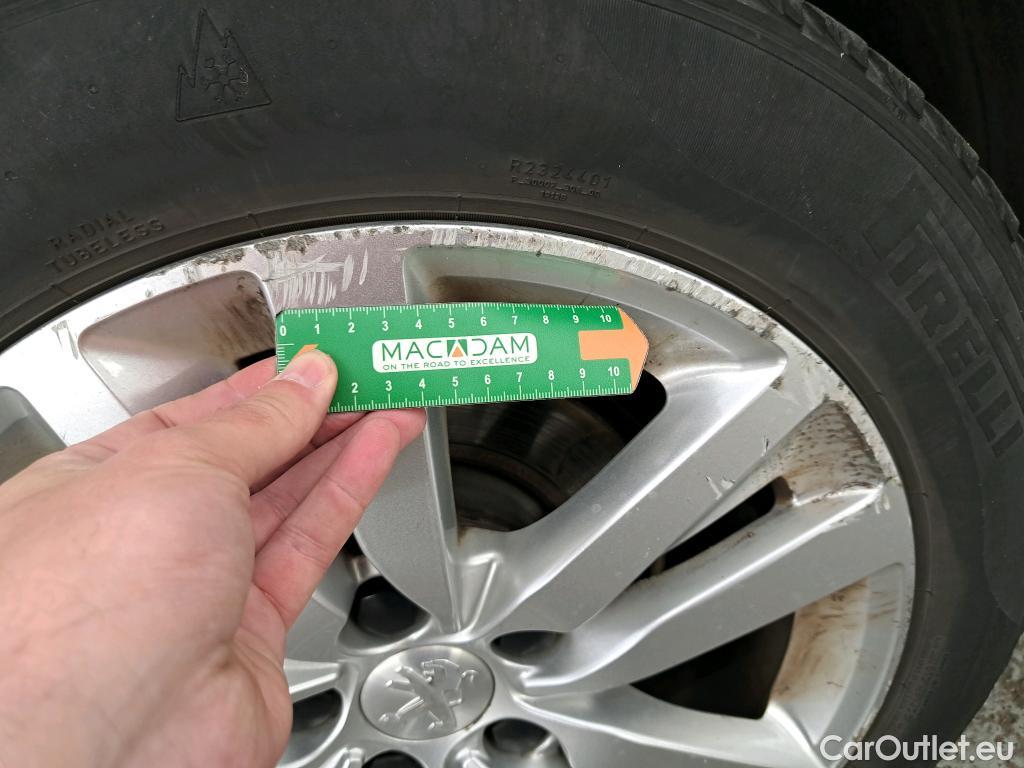 R2324401
RADIAL
TUBELESS
PIRELLI
0 1 2 3 4 5 6 7 8 9 10
MACADAM
ON THE ROAD TO EXCELLENCE
2 3 4 5 6 7 8 9 10
CarOutlet.eu